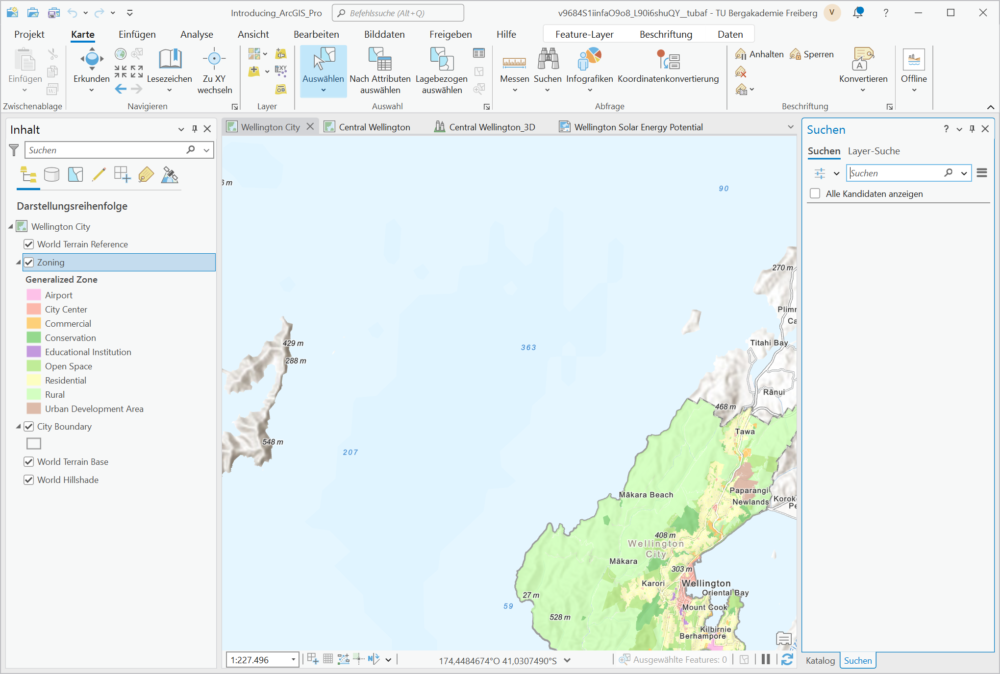 Introducing_ArcGIS_Pro
Befehlssuche (Alt+Q)
v9684S1iinfaO9o8_L90i6shuQY__tubaf - TU Bergakademie Freiberg
V
?
Projekt
Karte
Einfügen
Analyse
Ansicht
Bearbeiten
Bilddaten
Freigeben
Hilfe
Feature-Layer
Beschriftung
Daten
Einfügen
Zwischenablage
Erkunden
Lesezeichen
Zu XY
wechseln
Navigieren
Layer
Auswählen
Nach Attributen
auswählen
Lagebezogen
auswählen
Auswahl
Messen
Suchen
Infografiken
Koordinatenkonvertierung
Abfrage
Anhalten
Sperren
Konvertieren
Beschriftung
Offline
Inhalt
Suchen
Darstellungsreihenfolge
Wellington City
World Terrain Reference
Zoning
Generalized Zone
Airport
City Center
Commercial
Conservation
Educational Institution
Open Space
Residential
Rural
Urban Development Area
City Boundary
World Terrain Base
World Hillshade
Wellington City
Central Wellington
Central Wellington_3D
Wellington Solar Energy Potential
6 m
90
270 m
Plimm
Ca
429 m
Titahi Bay
363
288 m
Rānui
468 m
Tawa
548 m
207
Paparangi
Mākara Beach
Newlands
Koroko
Pe
408 m
Wellington
City
Mākara
303 m
Karori
Wellington
Oriental Bay
27 m
59
Mount Cook
528 m
Kilbirnie
Berhampore
1:227.496
174,4484674°O 41,0307490°S
Ausgewählte Features: 0
Suchen
?
Suchen
Layer-Suche
Suchen
Alle Kandidaten anzeigen
Katalog
Suchen